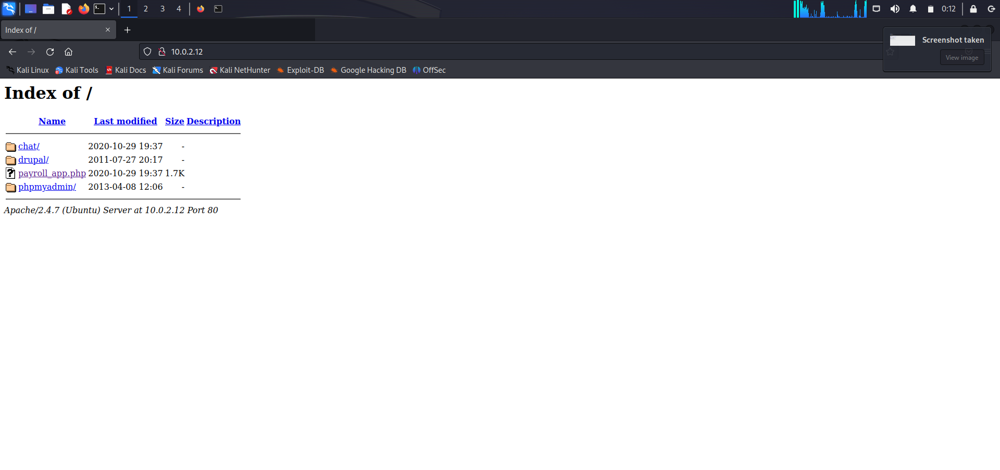 1 2 3 4 0:12
Index of /
Screenshot taken
View image
10.0.2.12
Kali Linux Kali Tools Kali Docs Kali Forums Kali NetHunter Exploit-DB Google Hacking DB OffSec
Index of /
Name Last modified Size Description
chat/ 2020-10-29 19:37 -
drupal/ 2011-07-27 20:17 -
payroll_app.php 2020-10-29 19:37 1.7K
phpmyadmin/ 2013-04-08 12:06 -
Apache/2.4.7 (Ubuntu) Server at 10.0.2.12 Port 80